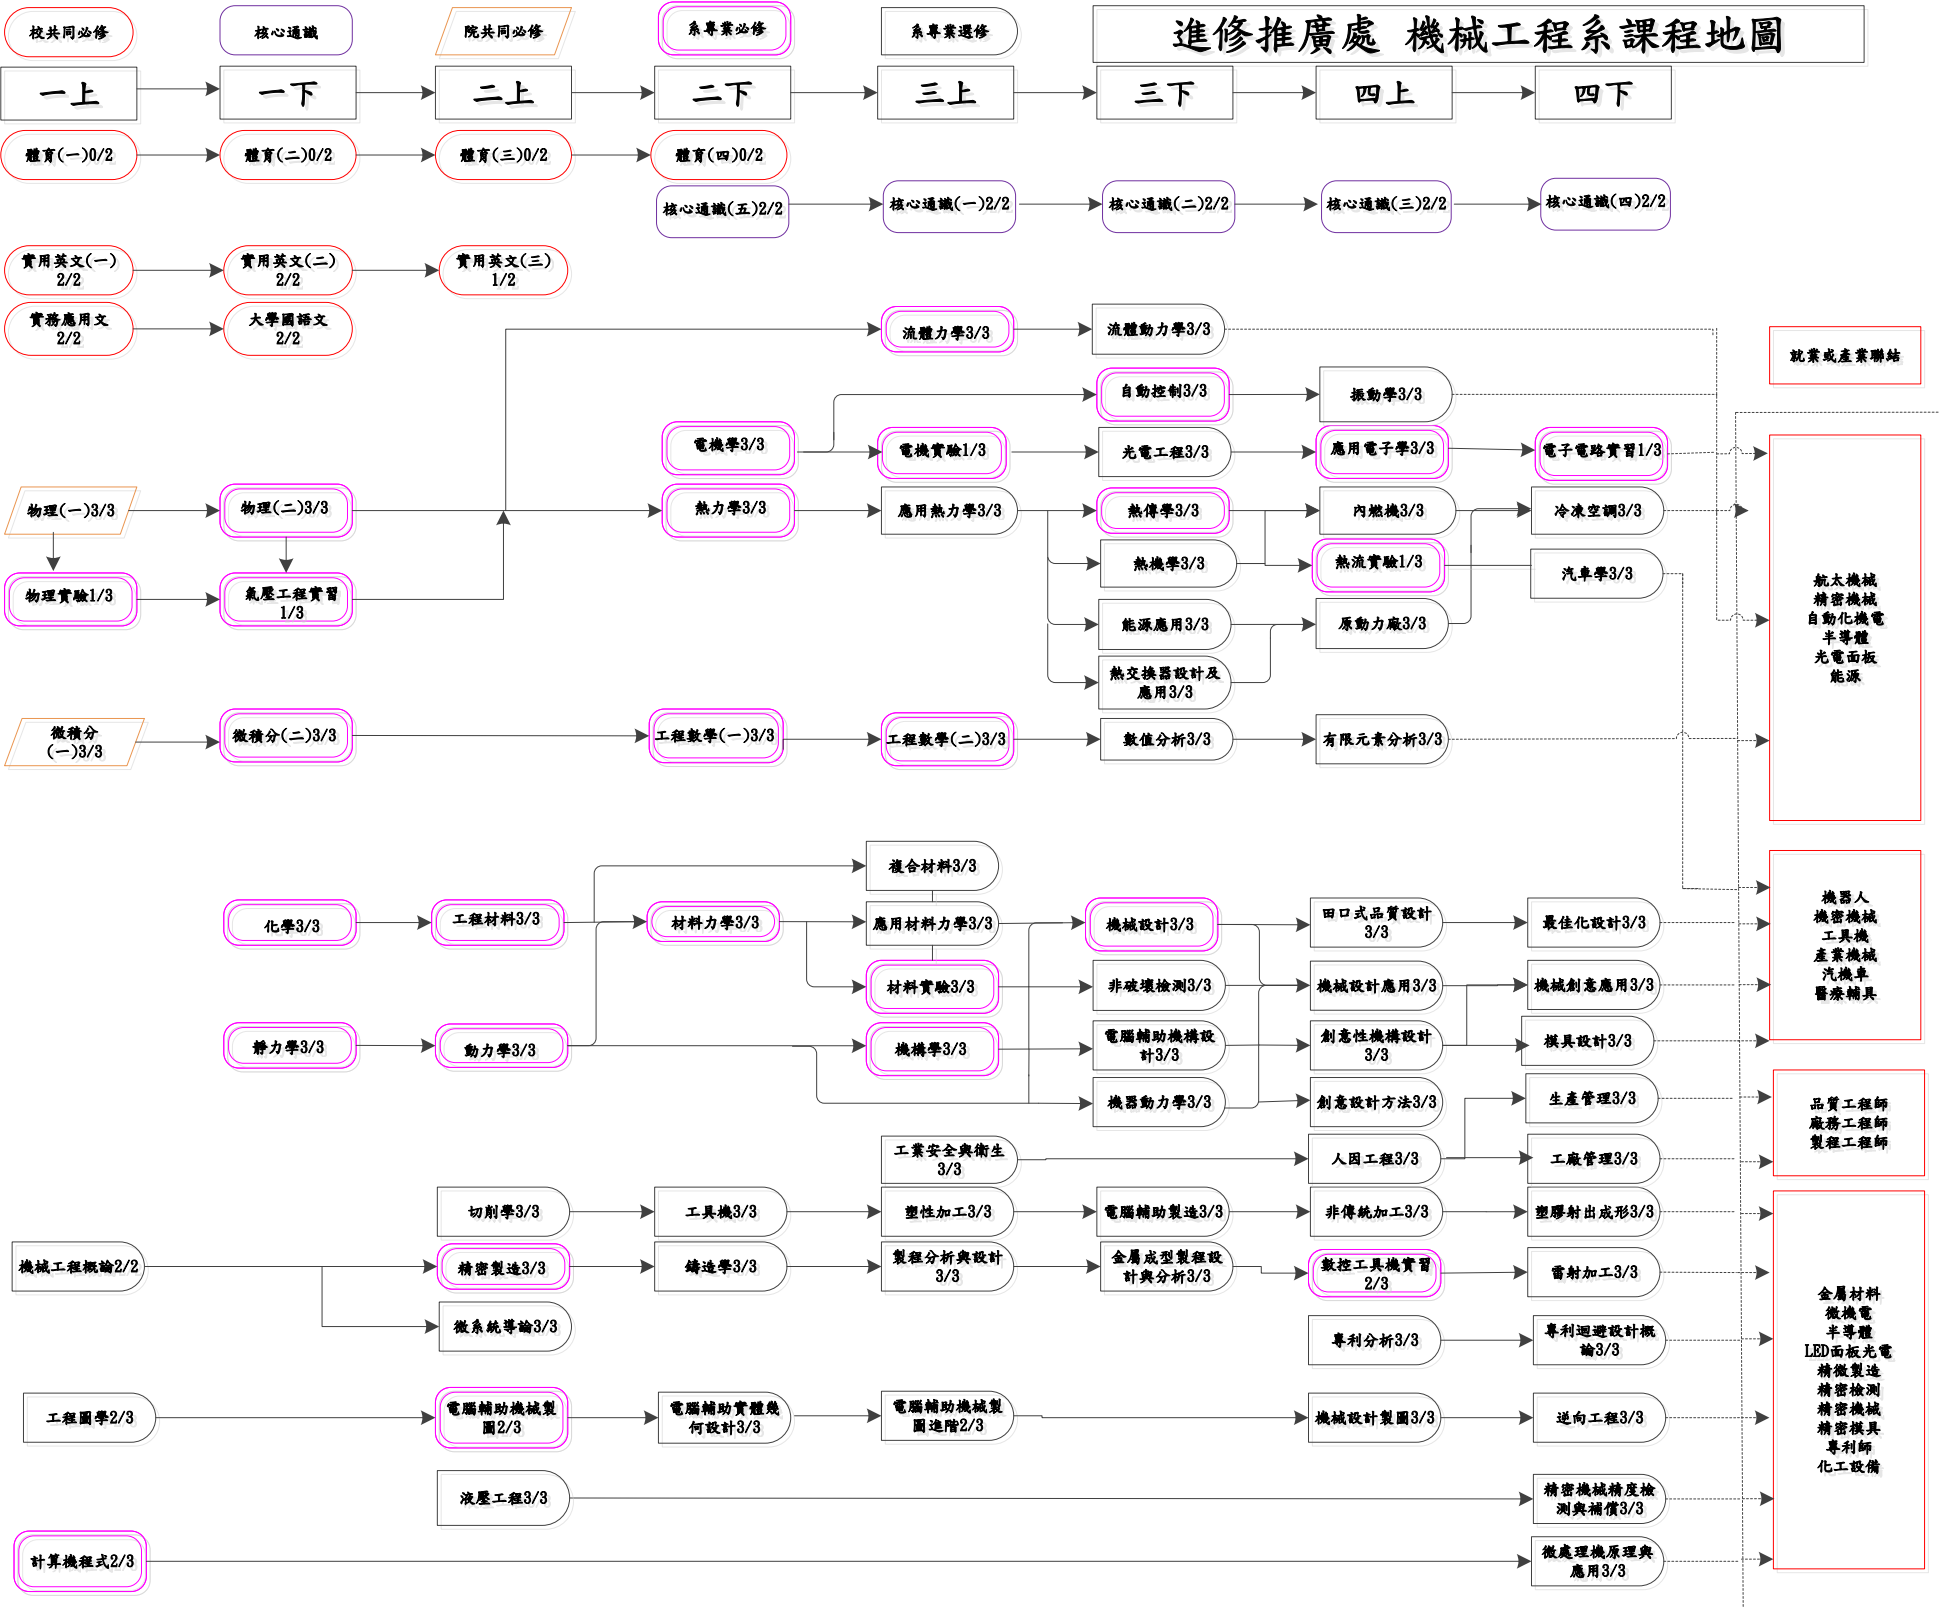 進修推廣處 機械工程系課程地圖
校共同必修
核心通識
院共同必修
系專業必修
系專業選修
一上
一下
二上
二下
三上
三下
四上
四下
體育(一)0/2
體育(二)0/2
體育(三)0/2
體育(四)0/2
核心通識(五)2/2
核心通識(一)2/2
核心通識(二)2/2
核心通識(三)2/2
核心通識(四)2/2
實用英文(一)
2/2
實用英文(二)
2/2
實用英文(三)
1/2
實務應用文
2/2
大學國語文
2/2
流體力學3/3
流體動力學3/3
就業或產業聯結
自動控制3/3
振動學3/3
電機學3/3
電機實驗1/3
光電工程3/3
應用電子學3/3
電子電路實習1/3
物理(一)3/3
物理(二)3/3
熱力學3/3
應用熱力學3/3
熱傳學3/3
內燃機3/3
冷凍空調3/3
熱機學3/3
熱流實驗1/3
汽車學3/3
物理實驗1/3
氣壓工程實習
1/3
能源應用3/3
原動力廠3/3
熱交換器設計及
應用3/3
航太機械
精密機械
自動化機電
半導體
光電面板
能源
微積分
(一)3/3
微積分(二)3/3
工程數學(一)3/3
工程數學(二)3/3
數值分析3/3
有限元素分析3/3
複合材料3/3
化學3/3
工程材料3/3
材料力學3/3
應用材料力學3/3
機械設計3/3
田口式品質設計
3/3
最佳化設計3/3
機器人
機密機械
工具機
產業機械
汽機車
醫療輔具
材料實驗3/3
非破壞檢測3/3
機械設計應用3/3
機械創意應用3/3
靜力學3/3
動力學3/3
機構學3/3
電腦輔助機構設
計3/3
創意性機構設計
3/3
模具設計3/3
機器動力學3/3
創意設計方法3/3
生產管理3/3
品質工程師
廠務工程師
製程工程師
工業安全與衛生
3/3
人因工程3/3
工廠管理3/3
切削學3/3
工具機3/3
塑性加工3/3
電腦輔助製造3/3
非傳統加工3/3
塑膠射出成形3/3
機械工程概論2/2
精密製造3/3
鑄造學3/3
製程分析與設計
3/3
金屬成型製程設
計與分析3/3
數控工具機實習
2/3
雷射加工3/3
微系統導論3/3
專利分析3/3
專利迴避設計概
論3/3
金屬材料
微機電
半導體
LED面板光電
精微製造
精密檢測
精密機械
精密模具
專利師
化工設備
工程圖學2/3
電腦輔助機械製
圖2/3
電腦輔助實體幾
何設計3/3
電腦輔助機械製
圖進階2/3
機械設計製圖3/3
逆向工程3/3
液壓工程3/3
精密機械精度檢
測與補償3/3
計算機程式2/3
微處理機原理與
應用3/3